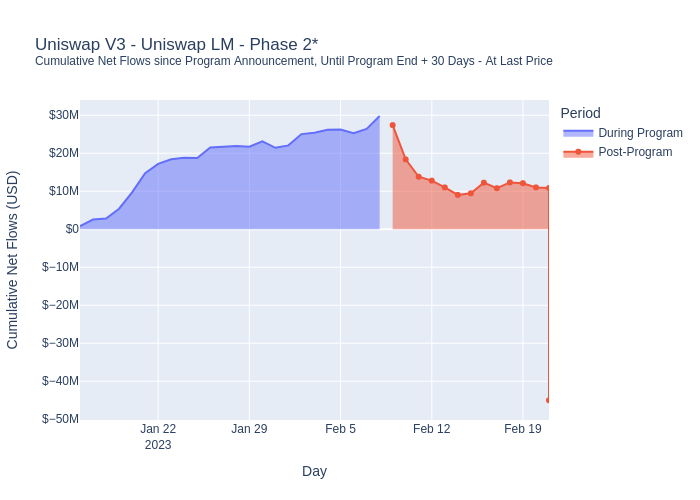 Uniswap V3 - Uniswap LM - Phase 2*
Cumulative Net Flows since Program Announcement, Until Program End + 30 Days - At Last Price
Period
During Program
Post-Program
Cumulative Net Flows (USD)
$30M
$20M
$10M
$0
$−10M
$−20M
$−30M
$−40M
$−50M
Jan 22
2023
Jan 29
Feb 5
Feb 12
Feb 19
Day